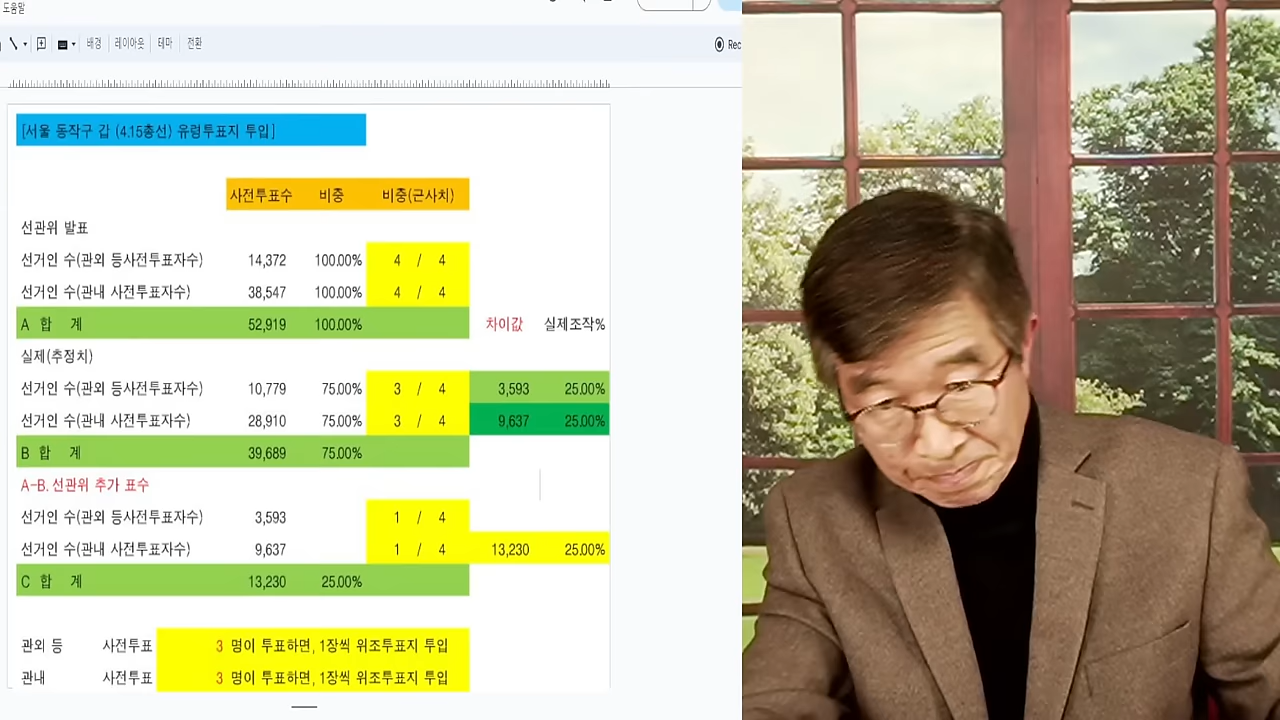 도움말
배경 레이아웃 테마 전환
Rec
[서울 동작구 갑 (4.15총선) 유령투표지 투입]
사전투표수 비중 비중(근사치)
선관위 발표
선거인 수(관외 등사전투표자수) 14,372 100.00% 4 / 4
선거인 수(관내 사전투표자수) 38,547 100.00% 4 / 4
A 합 계 52,919 100.00% 차이값 실제조작%
실제(추정치)
선거인 수(관외 등사전투표자수) 10,779 75.00% 3 / 4 3,593 25.00%
선거인 수(관내 사전투표자수) 28,910 75.00% 3 / 4 9,637 25.00%
B 합 계 39,689 75.00%
A-B. 선관위 추가 표수
선거인 수(관외 등사전투표자수) 3,593 1 / 4
선거인 수(관내 사전투표자수) 9,637 1 / 4 13,230 25.00%
C 합 계 13,230 25.00%
관외 등 사전투표 3 명이 투표하면, 1장씩 위조투표지 투입
관내 사전투표 3 명이 투표하면, 1장씩 위조투표지 투입